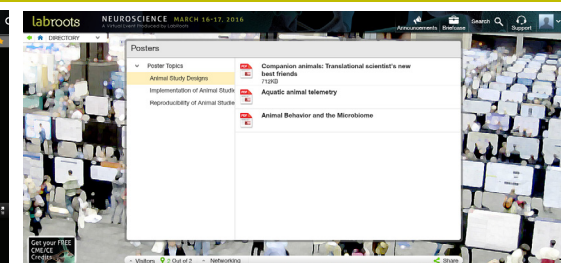 labroots
NEUROSCIENCE MARCH 16-17, 2016
A Virtual Event Produced by LabRoots
Announcements Briefcase Search Support
DIRECTORY
Posters
Poster Topics
Animal Study Designs
Implementation of Animal Studie
Reproducibility of Animal Studie
PDF
Companion animals: Translational scientist's new
best friends
712KB
PDF
Aquatic animal telemetry
PDF
Animal Behavior and the Microbiome
Get your FREE
CME/CE
Credits
Visitors 2 Out of 2 Networking Share